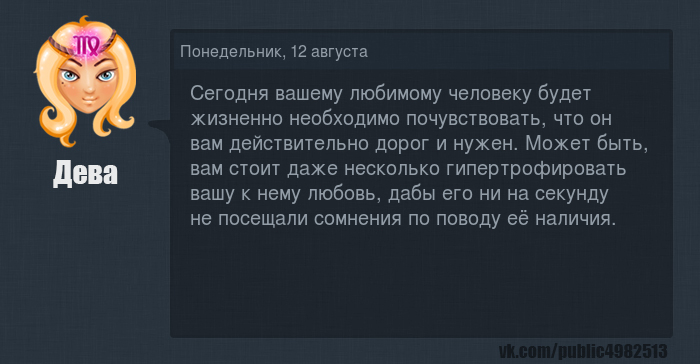 Понедельник, 12 августа
Сегодня вашему любимому человеку будет
жизненно необходимо почувствовать, что он
вам действительно дорог и нужен. Может быть,
вам стоит даже несколько гипертрофировать
вашу к нему любовь, дабы его ни на секунду
не посещали сомнения по поводу её наличия.
Дева
vk.com/public4982513